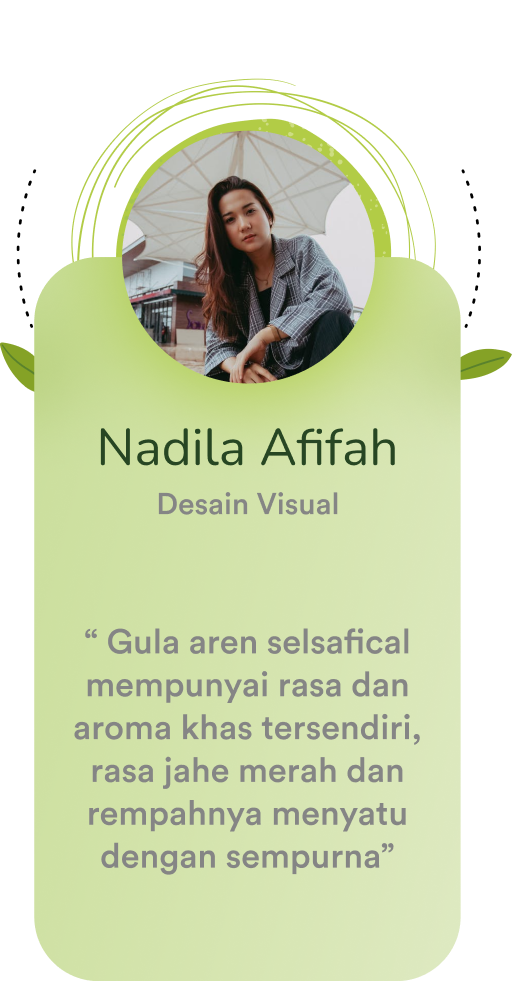 Nadila Afifah
Desain Visual
“ Gula aren selsafical
mempunyai rasa dan
aroma khas tersendiri,
rasa jahe merah dan
rempahnya menyatu
dengan sempurna”